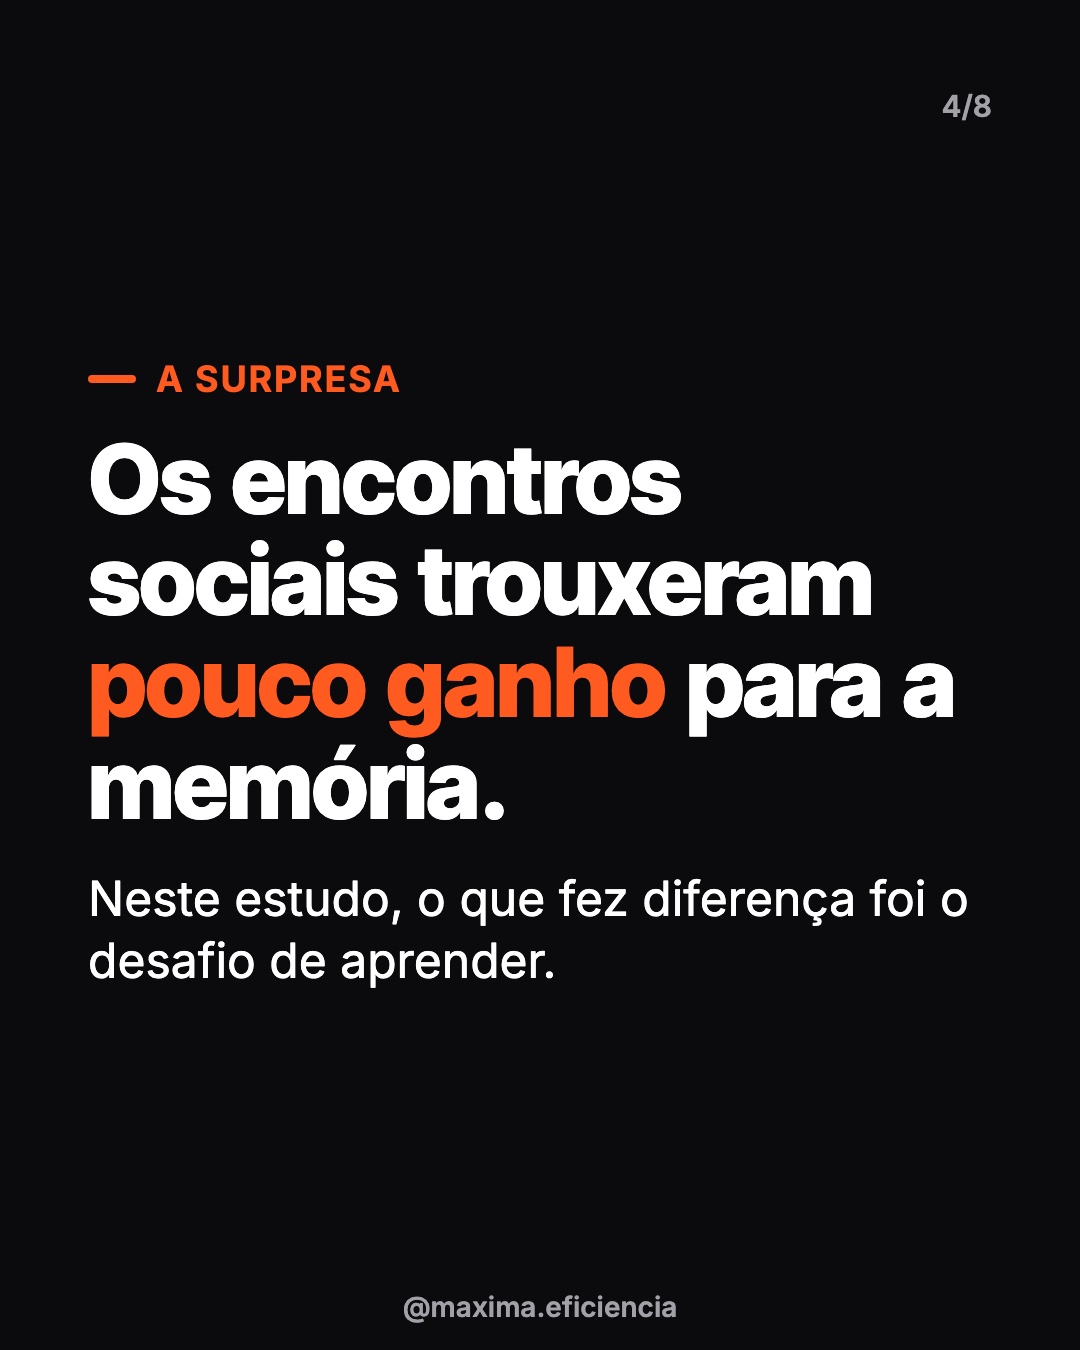 4/8
A SURPRESA
Os encontros
sociais trouxeram
pouco ganho para a
memória.
Neste estudo, o que fez diferença foi o
desafio de aprender.
@maxima.eficiencia